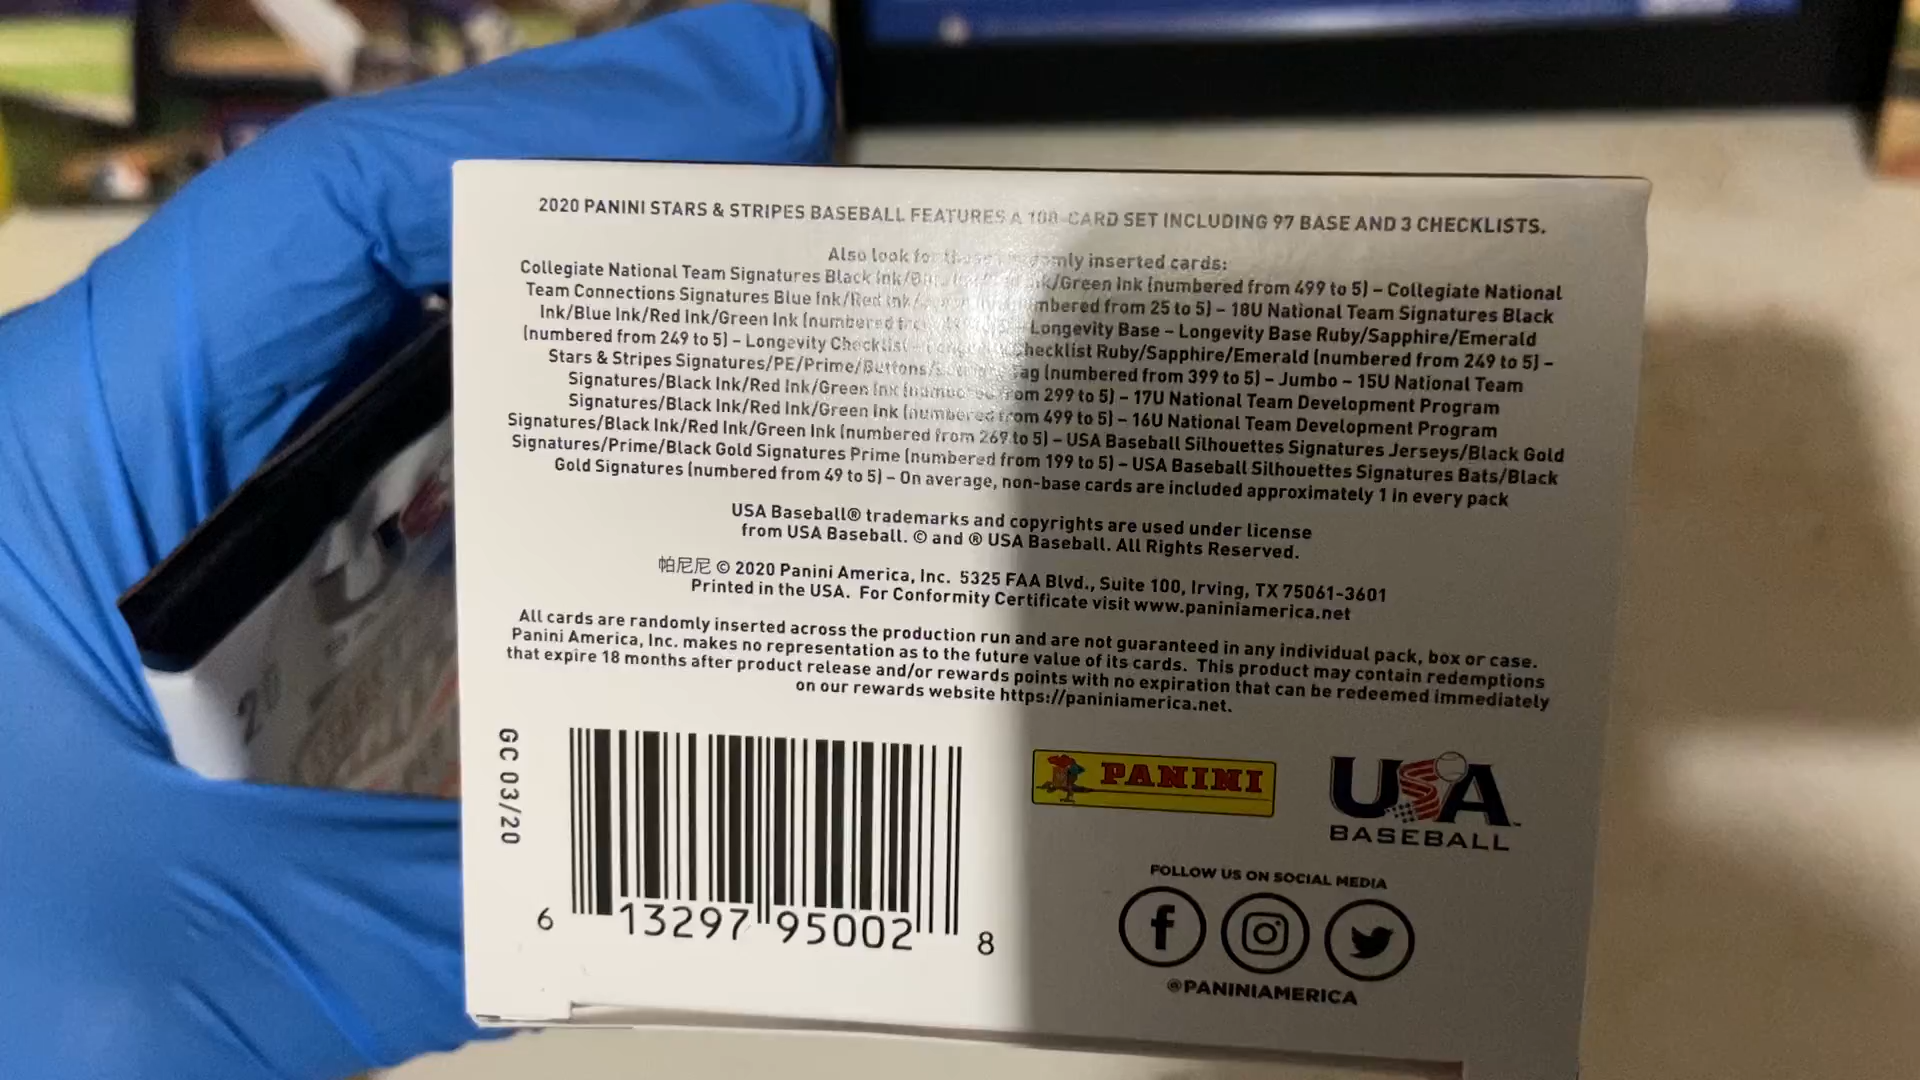 2020 PANINI STARS & STRIPES BASEBALL FEATURES A 100-CARD SET INCLUDING 97 BASE AND 3 CHECKLISTS.
Also look for inserted cards:
Collegiate National Team Signatures Black Ink/ /Green Ink (numbered from 499 to 5) – Collegiate National
Team Connections Signatures Blue Ink/Red Ink/ from 25 to 5) – 18U National Team Signatures Black
Ink/Blue Ink/Red Ink/Green Ink (numbered – Longevity Base – Longevity Base Ruby/Sapphire/Emerald
(numbered from 249 to 5) – Longevity Checklist – Checklist Ruby/Sapphire/Emerald (numbered from 249 to 5) –
Stars & Stripes Signatures/PE/Prime/Buttons/ Tag (numbered from 399 to 5) – Jumbo – 15U National Team
Signatures/Black Ink/Red Ink/Green Ink (numbered from 299 to 5) – 17U National Team Development Program
Signatures/Black Ink/Red Ink/Green Ink (numbered from 499 to 5) – 16U National Team Development Program
Signatures/Black Ink/Red Ink/Green Ink (numbered from 269 to 5) – USA Baseball Silhouettes Signatures Jerseys/Black Gold
Signatures/Prime/Black Gold Signatures Prime (numbered from 199 to 5) – USA Baseball Silhouettes Signatures Bats/Black
Gold Signatures (numbered from 49 to 5) – On average, non-base cards are included approximately 1 in every pack
USA Baseball® trademarks and copyrights are used under license
from USA Baseball. © and ® USA Baseball. All Rights Reserved.
帕尼尼 © 2020 Panini America, Inc. 5325 FAA Blvd., Suite 100, Irving, TX 75061-3601
Printed in the USA. For Conformity Certificate visit www.paniniamerica.net
All cards are randomly inserted across the production run and are not guaranteed in any individual pack, box or case.
Panini America, Inc. makes no representation as to the future value of its cards. This product may contain redemptions
that expire 18 months after product release and/or rewards points with no expiration that can be redeemed immediately
on our rewards website https://paniniamerica.net.
GC 03/20
6 13297 95002 8
PANINI
USA
BASEBALL
FOLLOW US ON SOCIAL MEDIA
@PANINIAMERICA
20